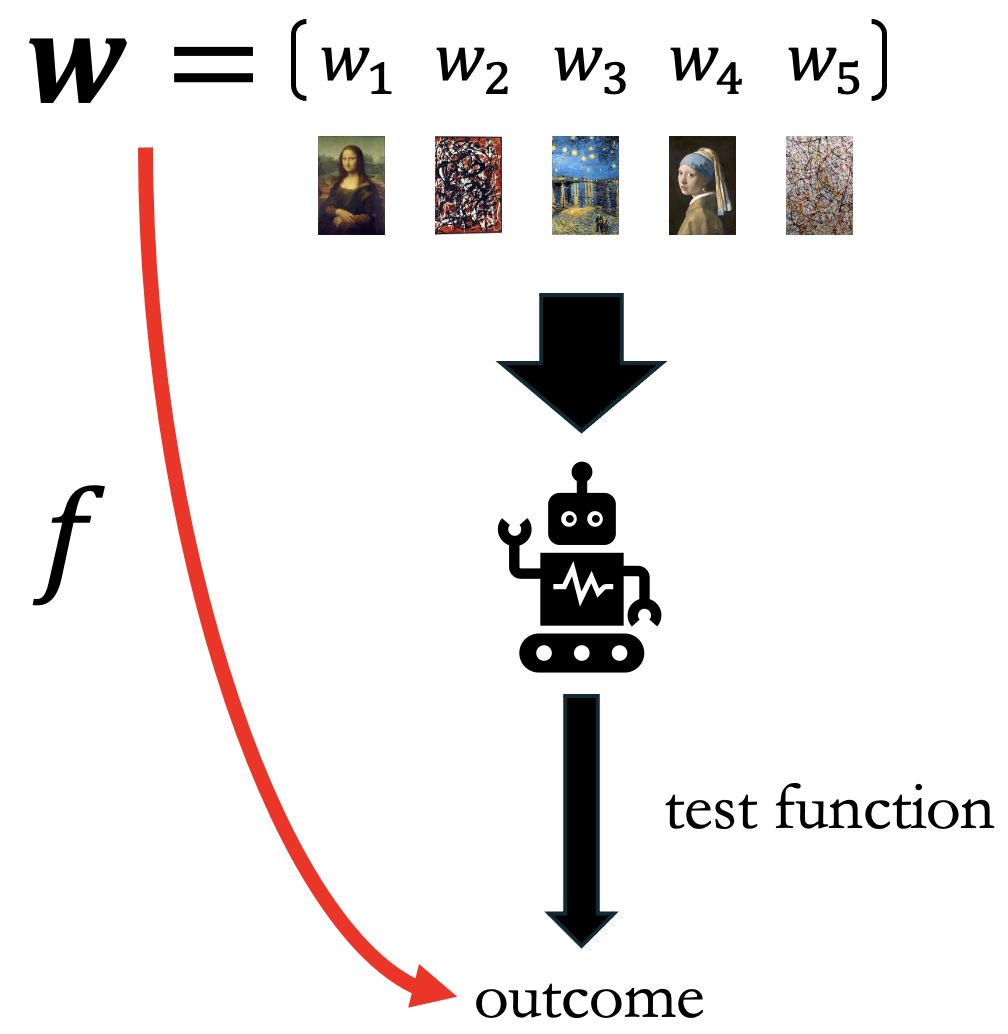 w = (w₁ w₂ w₃ w₄ w₅)
f
test function
outcome